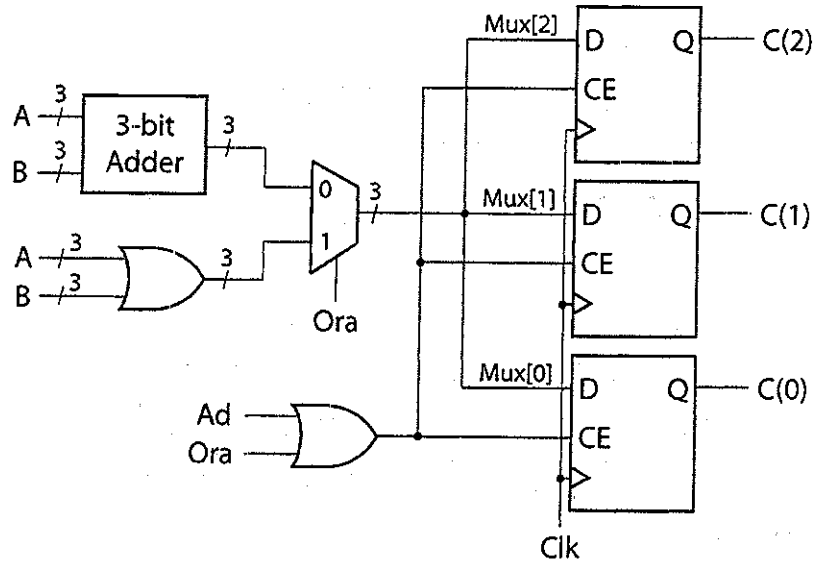 Mux[2]
D
Q
C(2)
CE
A
3
3-bit
Adder
3
B
3
0
1
3
Mux[1]
D
Q
C(1)
CE
A
3
3
B
3
Ora
Mux[0]
D
Q
C(0)
CE
Ad
Ora
Clk